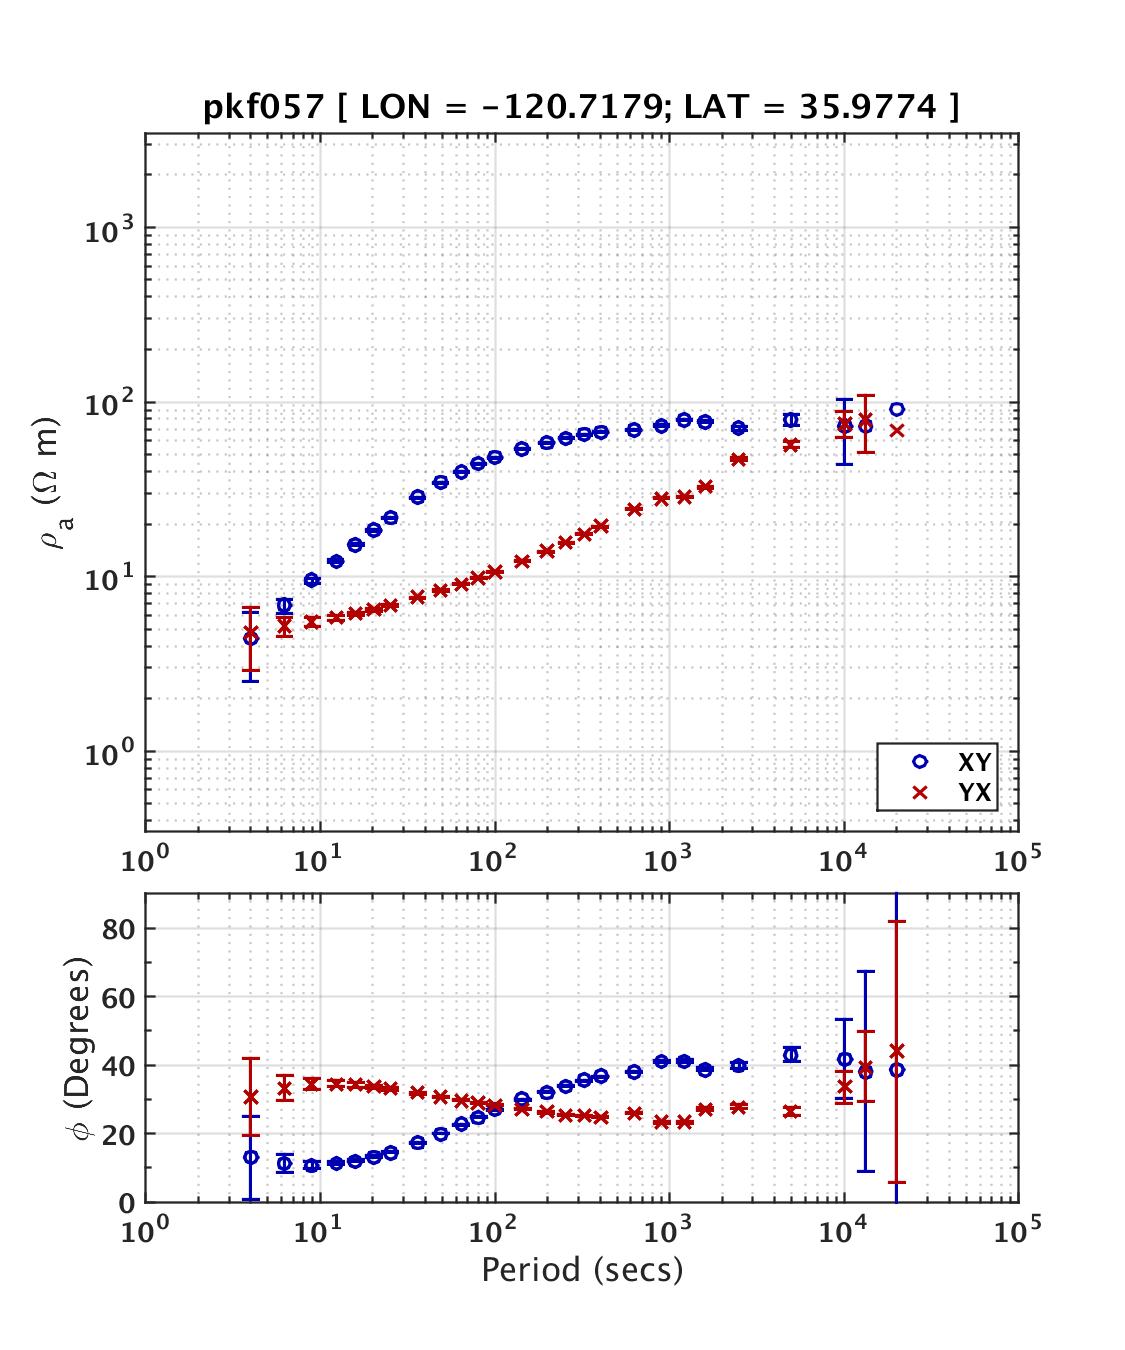 pkf057 [ LON = -120.7179; LAT = 35.9774 ]
10³
10²
10¹
10⁰
ρa (Ω m)
XY
YX
10⁰ 10¹ 10² 10³ 10⁴ 10⁵
80
60
40
20
0
ϕ (Degrees)
10⁰ 10¹ 10² 10³ 10⁴ 10⁵
Period (secs)